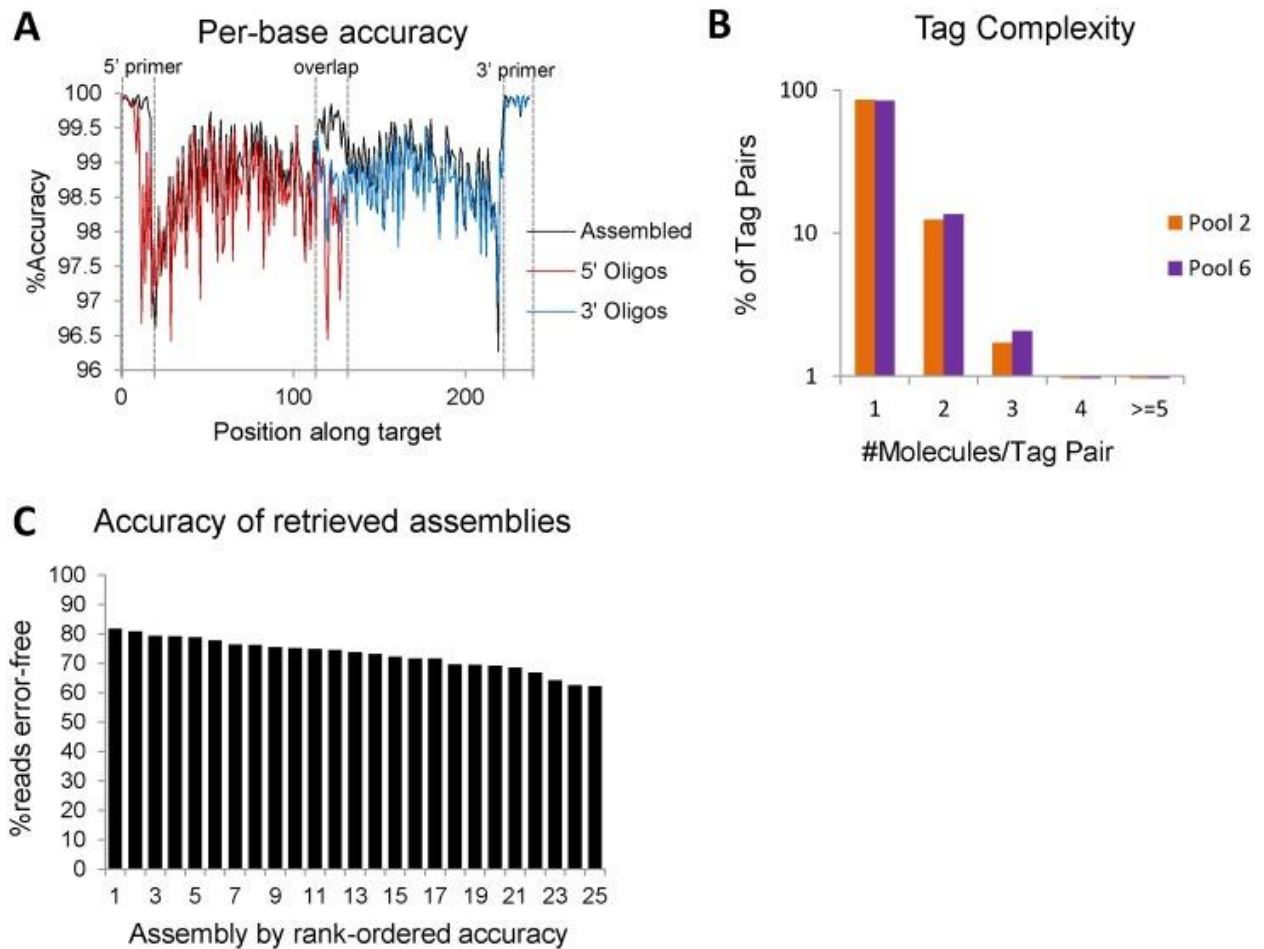 A
Per-base accuracy
5' primer
overlap
3' primer
100
99.5
99
98.5
98
97.5
97
96.5
96
%Accuracy
0
100
200
Position along target
Assembled
5' Oligos
3' Oligos
B
Tag Complexity
100
10
1
% of Tag Pairs
1
2
3
4
>=5
#Molecules/Tag Pair
Pool 2
Pool 6
C
Accuracy of retrieved assemblies
100
90
80
70
60
50
40
30
20
10
0
%reads error-free
1 3 5 7 9 11 13 15 17 19 21 23 25
Assembly by rank-ordered accuracy